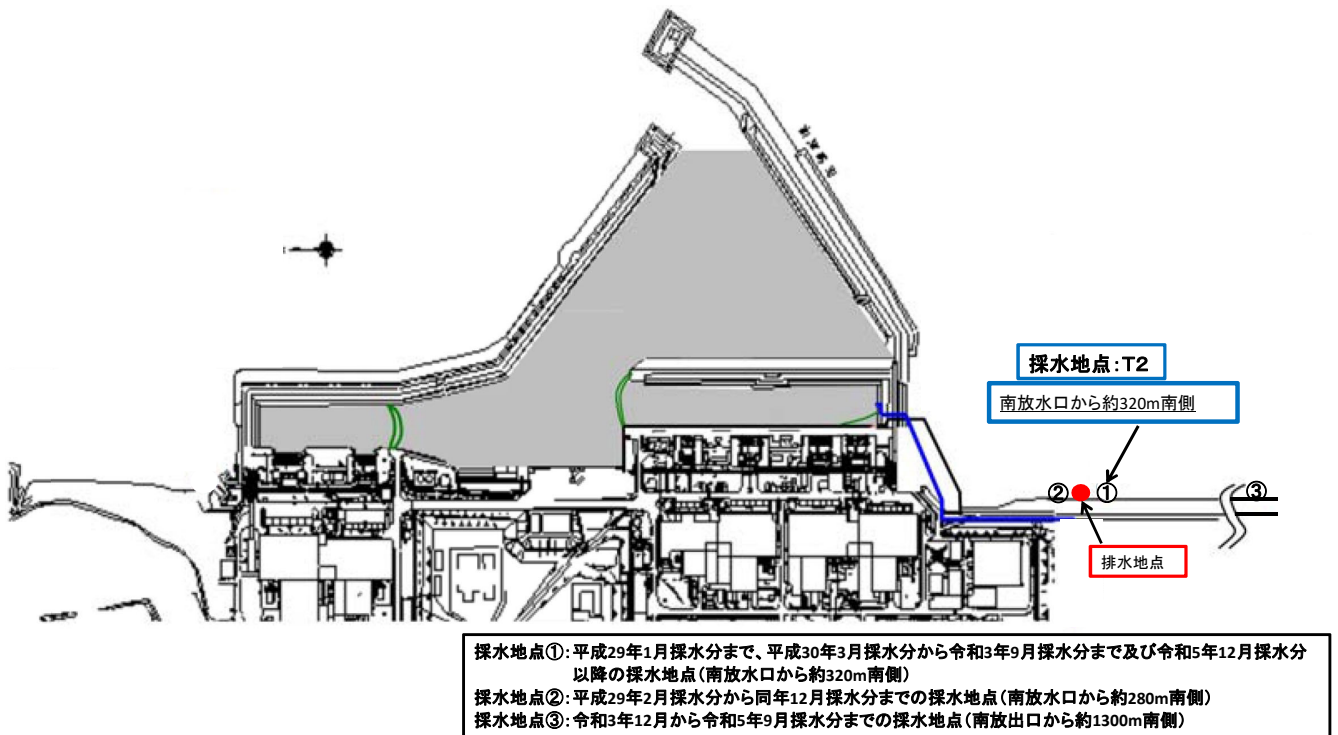 採水地点:T2
南放水口から約320m南側
② ① ③
排水地点
採水地点①:平成29年1月採水分まで、平成30年3月採水分から令和3年9月採水分まで及び令和5年12月採水分
以降の採水地点(南放水口から約320m南側)
採水地点②:平成29年2月採水分から同年12月採水分までの採水地点(南放水口から約280m南側)
採水地点③:令和3年12月から令和5年9月採水分までの採水地点(南放出口から約1300m南側)